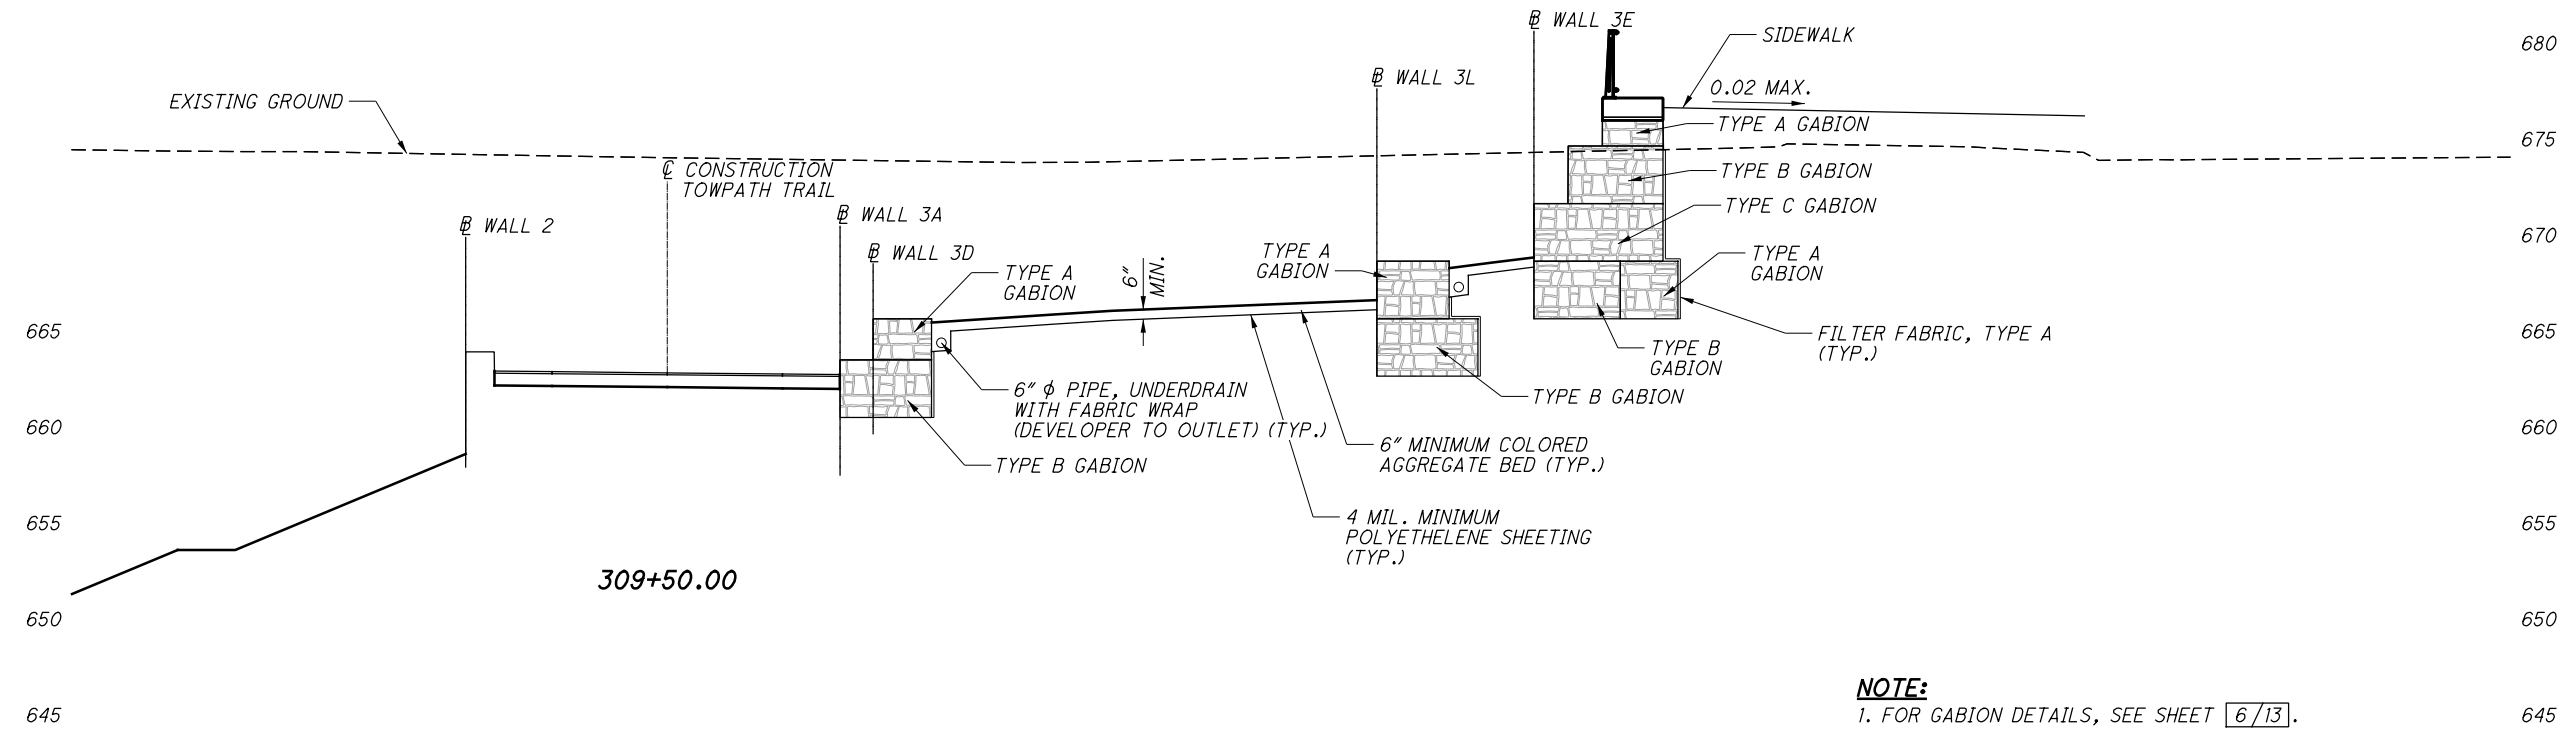 ℄ WALL 3E
680
SIDEWALK
℄ WALL 3L
0.02 MAX.
EXISTING GROUND
TYPE A GABION
675
℄ CONSTRUCTION
TOWPATH TRAIL
TYPE B GABION
TYPE C GABION
℄ WALL 2
℄ WALL 3A
670
℄ WALL 3D
TYPE A
GABION
6"
MIN.
TYPE A
GABION
TYPE A
GABION
665
665
FILTER FABRIC, TYPE A
(TYP.)
TYPE B
GABION
6" ϕ PIPE, UNDERDRAIN
WITH FABRIC WRAP
(DEVELOPER TO OUTLET) (TYP.)
TYPE B GABION
660
660
6" MINIMUM COLORED
AGGREGATE BED (TYP.)
TYPE B GABION
655
655
4 MIL. MINIMUM
POLYETHELENE SHEETING
(TYP.)
309+50.00
650
650
NOTE:
1. FOR GABION DETAILS, SEE SHEET 6/13.
645
645